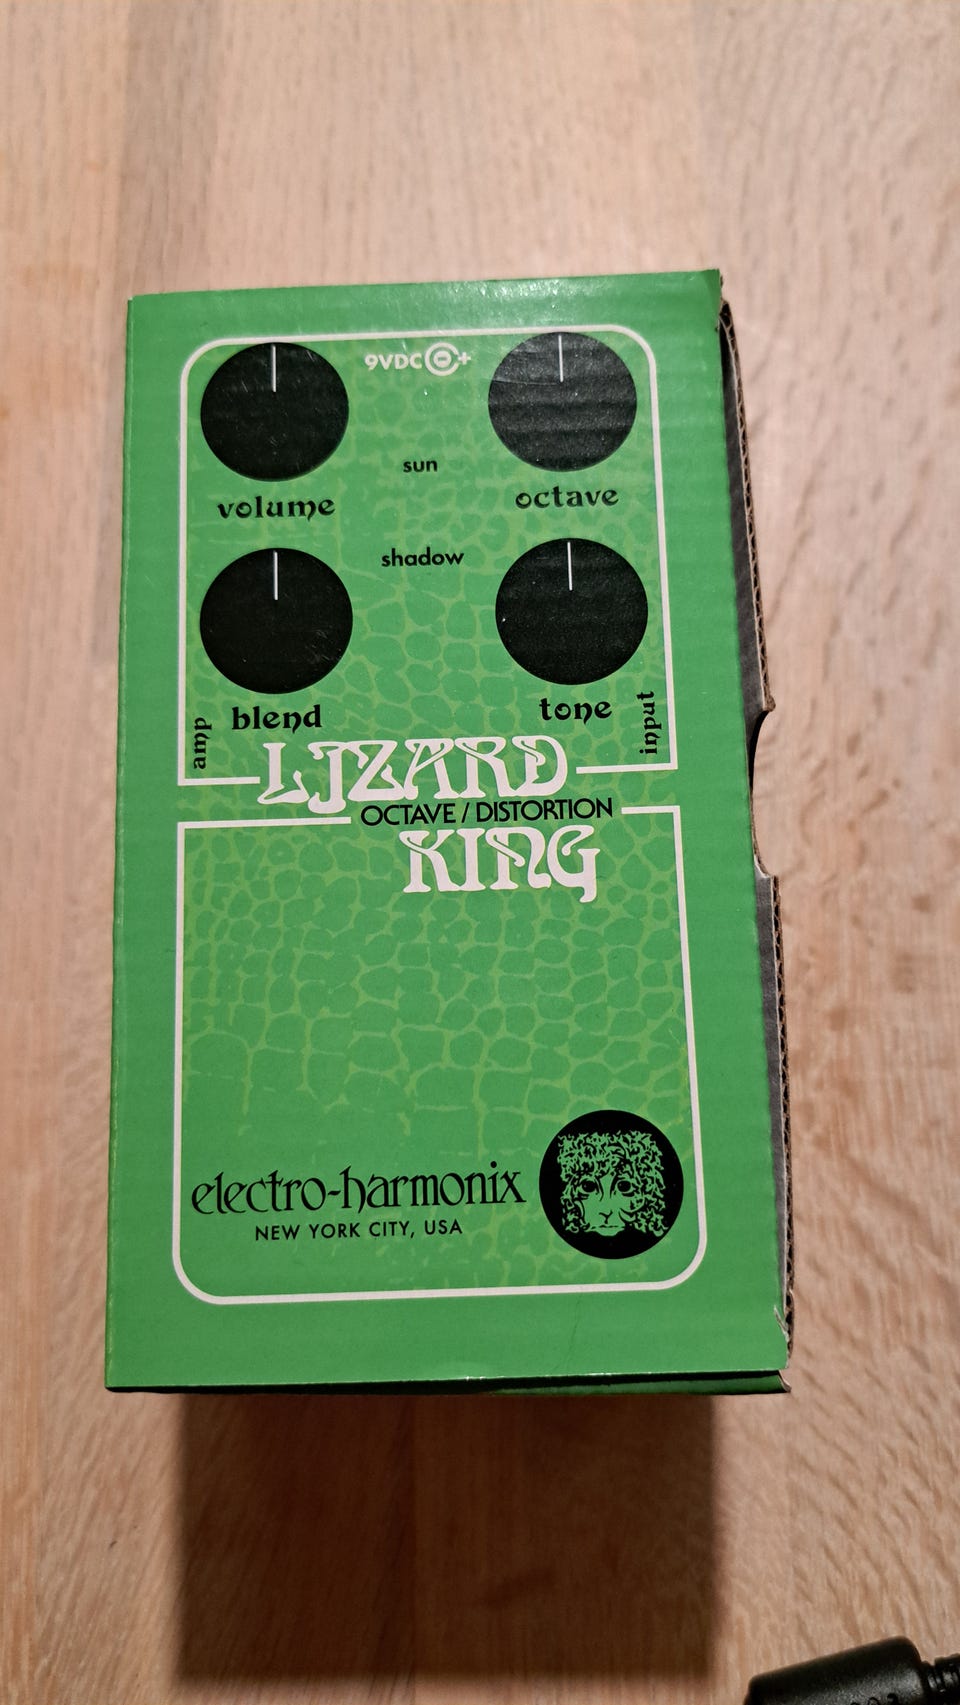 9VDC - +
sun
volume
octave
shadow
blend
tone
amp
input
LIZARD
OCTAVE / DISTORTION
KING
electro-harmonix
NEW YORK CITY, USA